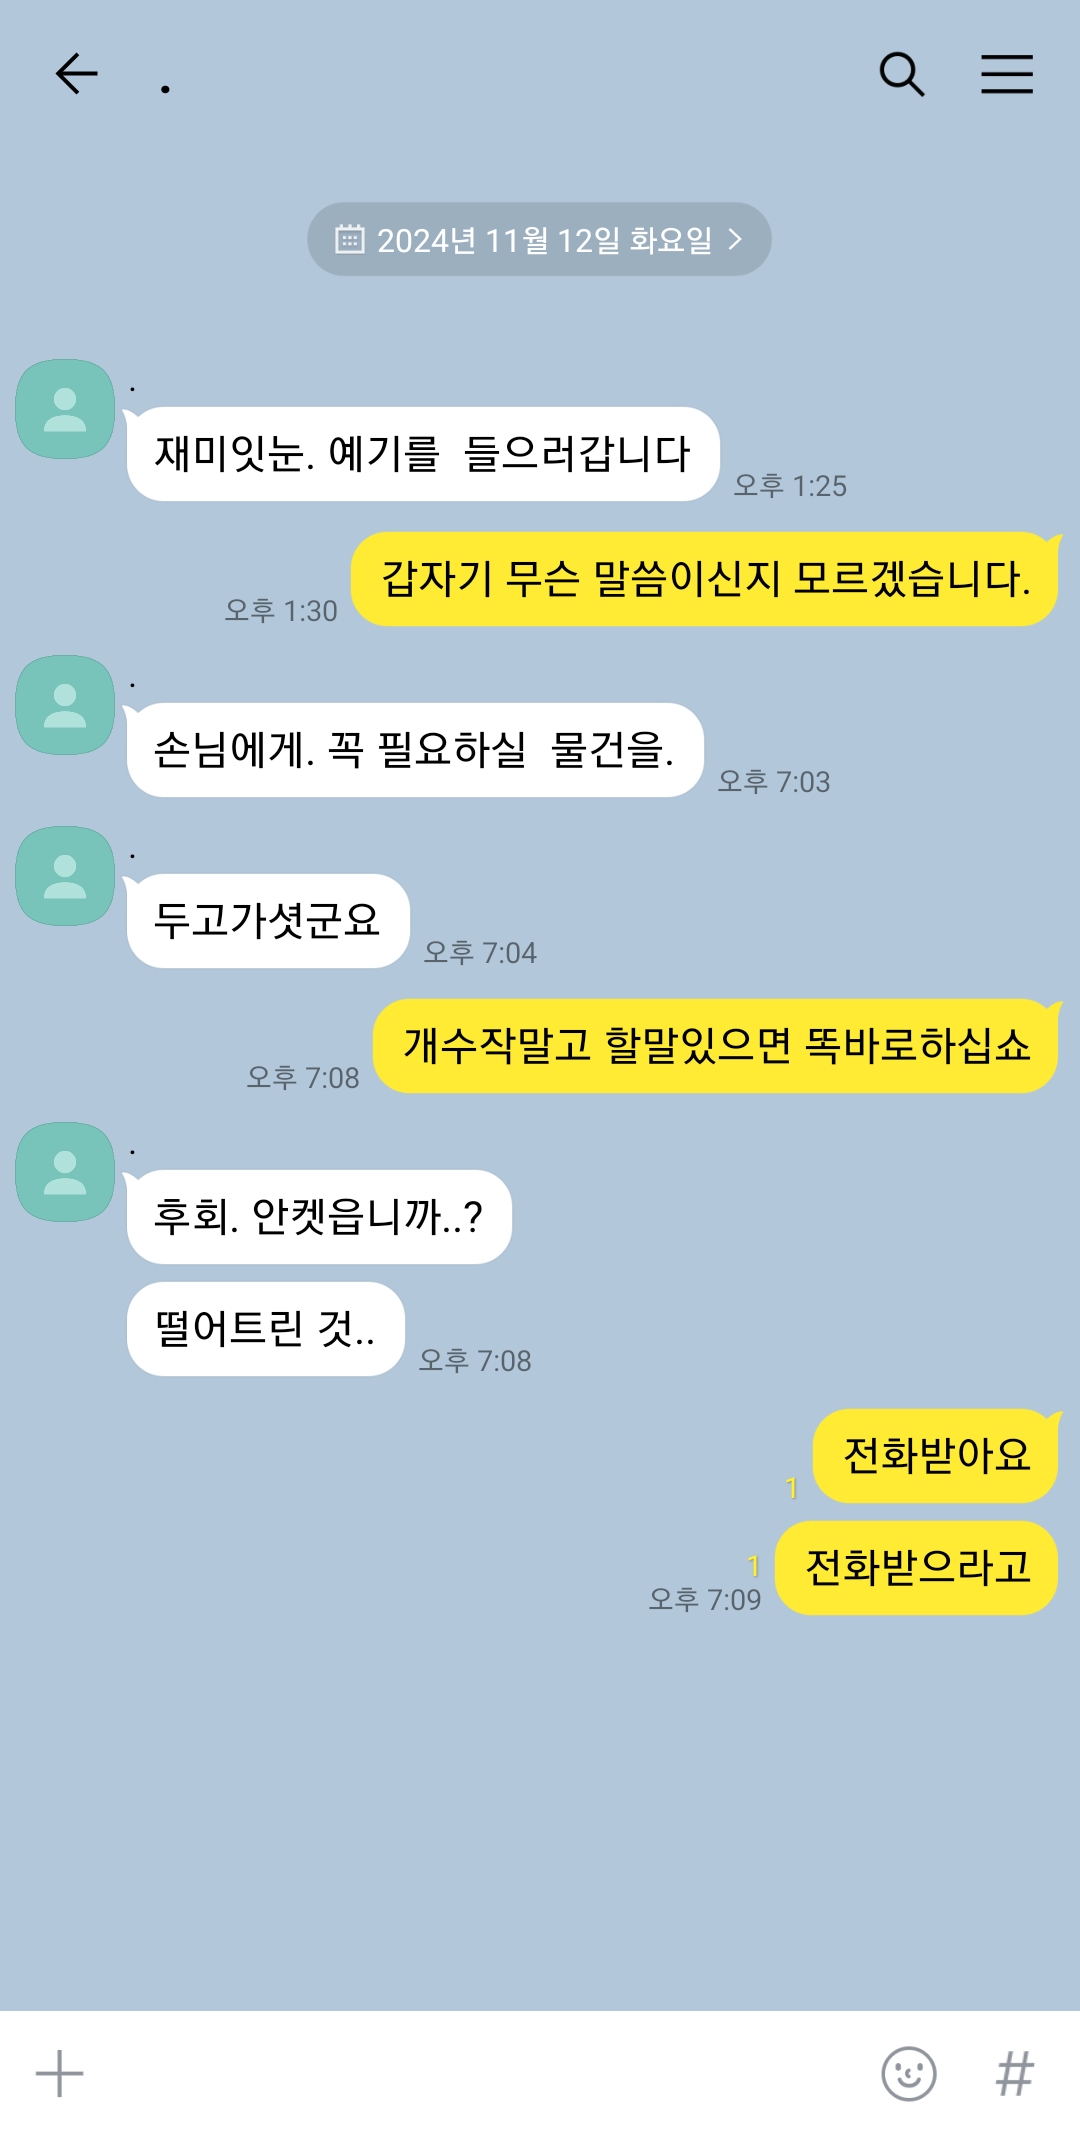 .
2024년 11월 12일 화요일
.
재미잇눈. 예기를  들으러갑니다
오후 1:25
갑자기 무슨 말씀이신지 모르겠습니다.
오후 1:30
.
손님에게. 꼭 필요하실  물건을.
오후 7:03
.
두고가셧군요
오후 7:04
개수작말고 할말있으면 똑바로하십쇼
오후 7:08
.
후회. 안켓읍니까..?
떨어트린 것..
오후 7:08
전화받아요
1
전화받으라고
1
오후 7:09
#